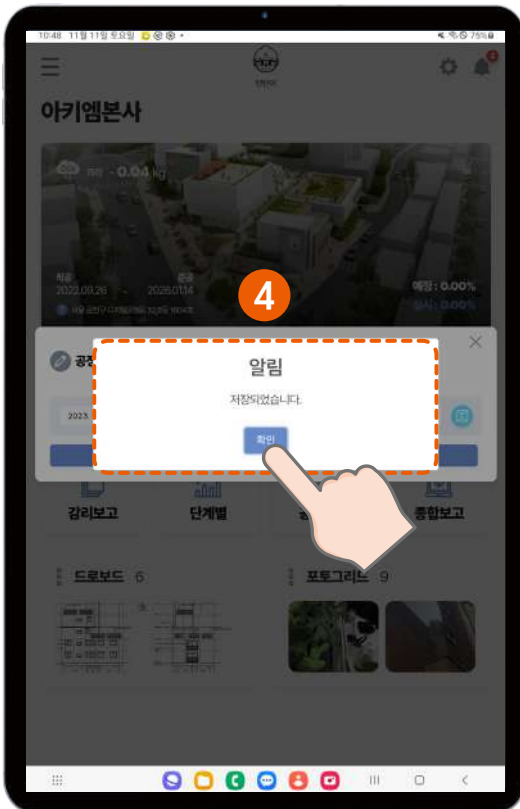 10:48 11월 11일 토요일
75%
아키엠본사
- 0.04 kg
착공
준공
2022.09.26 - 2026.01.14
예정 : 0.00%
실시 : 0.00%
4
알림
저장되었습니다.
2023.
확인
감리보고
단계별
종합보고
드로보드 6
포토그리드 9